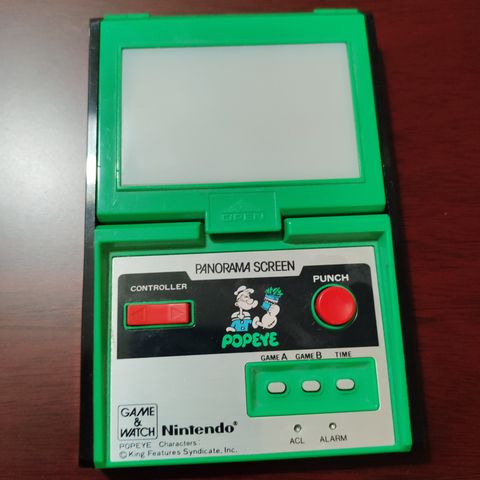 OPEN
PANORAMA SCREEN
CONTROLLER
PUNCH
POPEYE
GAME A GAME B TIME
GAME
&
WATCH
Nintendo®
ACL ALARM
POPEYE Characters:
© King Features Syndicate, Inc.